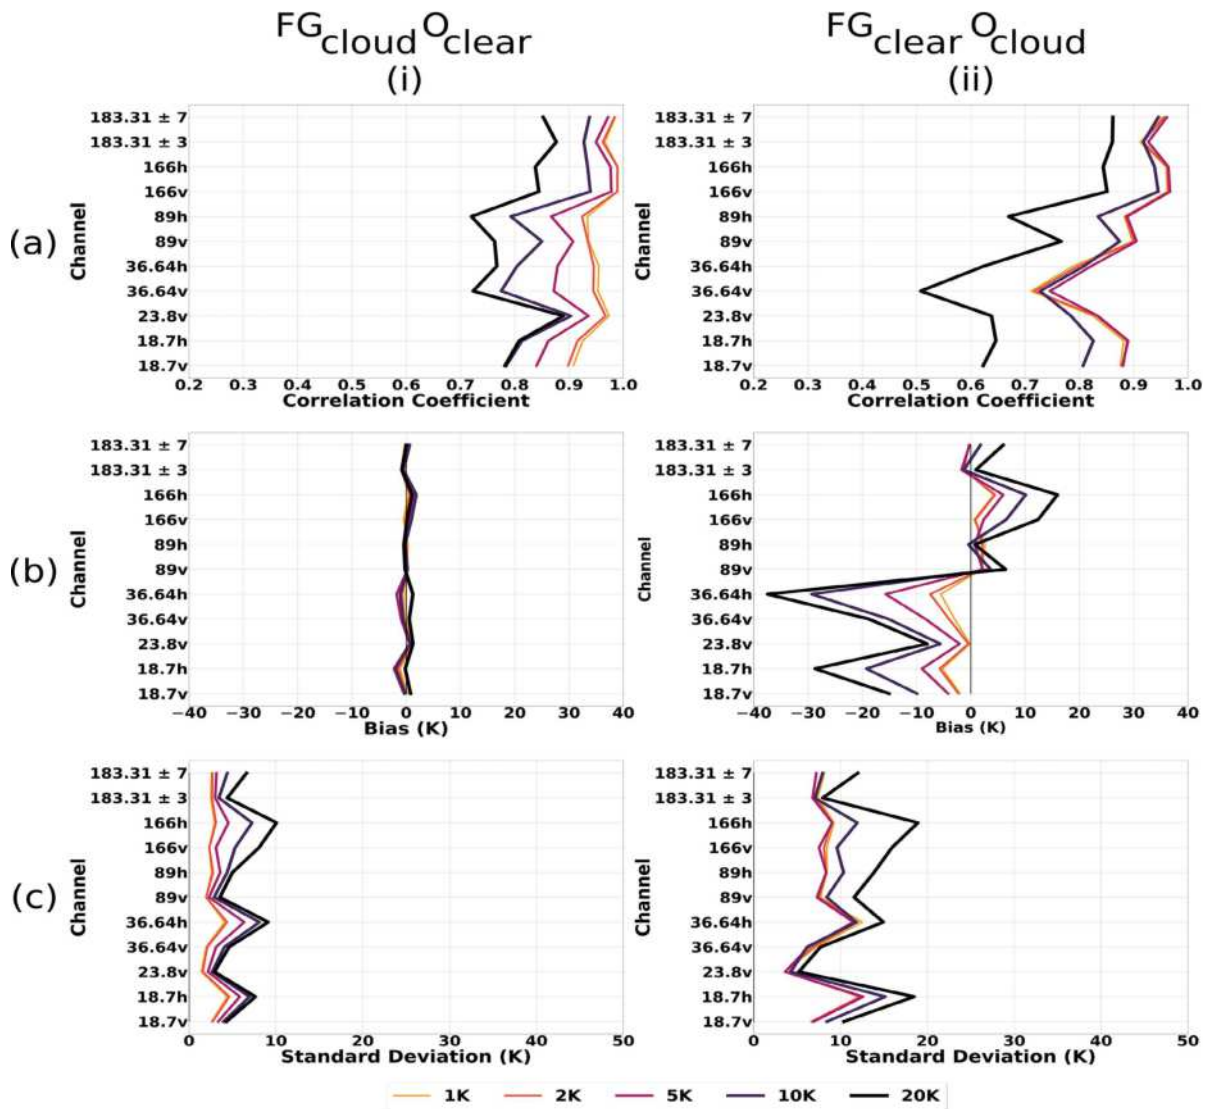 FG_cloud O_clear
(i)
FG_clear O_cloud
(ii)
(a)
Channel
183.31 ± 7
183.31 ± 3
166h
166v
89h
89v
36.64h
36.64v
23.8v
18.7h
18.7v
0.2 0.3 0.4 0.5 0.6 0.7 0.8 0.9 1.0
Correlation Coefficient
Channel
183.31 ± 7
183.31 ± 3
166h
166v
89h
89v
36.64h
36.64v
23.8v
18.7h
18.7v
0.2 0.3 0.4 0.5 0.6 0.7 0.8 0.9 1.0
Correlation Coefficient
(b)
Channel
183.31 ± 7
183.31 ± 3
166h
166v
89h
89v
36.64h
36.64v
23.8v
18.7h
18.7v
−40 −30 −20 −10 0 10 20 30 40
Bias (K)
Channel
183.31 ± 7
183.31 ± 3
166h
166v
89h
89v
36.64h
36.64v
23.8v
18.7h
18.7v
−40 −30 −20 −10 0 10 20 30 40
Bias (K)
(c)
Channel
183.31 ± 7
183.31 ± 3
166h
166v
89h
89v
36.64h
36.64v
23.8v
18.7h
18.7v
0 10 20 30 40 50
Standard Deviation (K)
Channel
183.31 ± 7
183.31 ± 3
166h
166v
89h
89v
36.64h
36.64v
23.8v
18.7h
18.7v
0 10 20 30 40 50
Standard Deviation (K)
1K 2K 5K 10K 20K